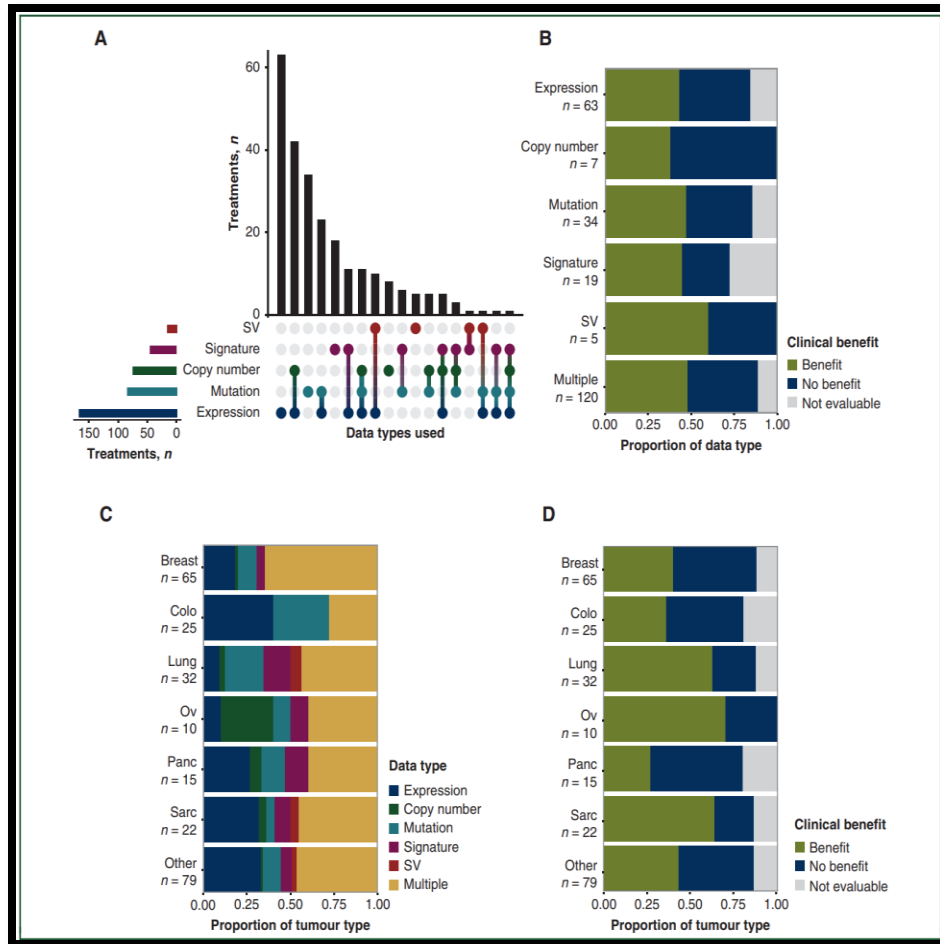 A
60
40
20
0
Treatments, n
SV
Signature
Copy number
Mutation
Expression
150 100 50 0
Treatments, n
Data types used
B
Expression
n = 63
Copy number
n = 7
Mutation
n = 34
Signature
n = 19
SV
n = 5
Multiple
n = 120
0.00 0.25 0.50 0.75 1.00
Proportion of data type
Clinical benefit
Benefit
No benefit
Not evaluable
C
Breast
n = 65
Colo
n = 25
Lung
n = 32
Ov
n = 10
Panc
n = 15
Sarc
n = 22
Other
n = 79
0.00 0.25 0.50 0.75 1.00
Proportion of tumour type
Data type
Expression
Copy number
Mutation
Signature
SV
Multiple
D
Breast
n = 65
Colo
n = 25
Lung
n = 32
Ov
n = 10
Panc
n = 15
Sarc
n = 22
Other
n = 79
0.00 0.25 0.50 0.75 1.00
Proportion of tumour type
Clinical benefit
Benefit
No benefit
Not evaluable